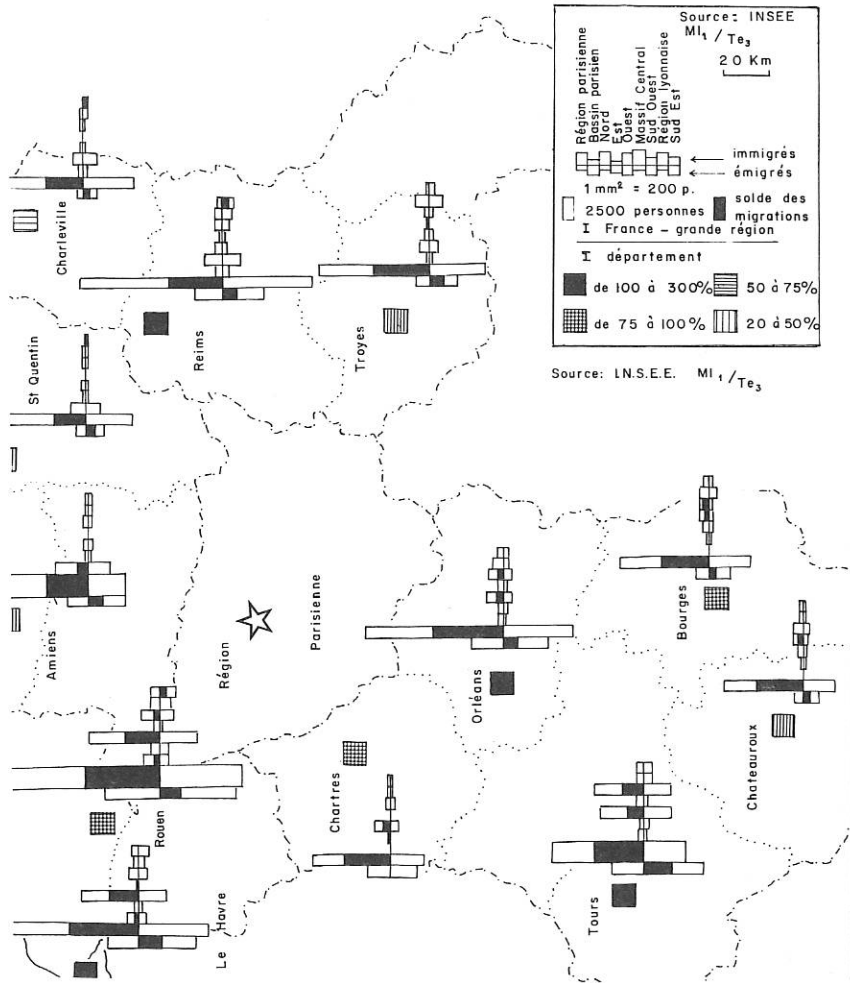 Source: INSEE
MI1/Te3
20 Km
Région parisienne
Bassin parisien
Nord
Est
Ouest
Massif Central
Sud Ouest
Région lyonnaise
Sud Est
immigrés
émigrés
1 mm² = 200 p.
2500 personnes
solde des migrations
I France - grande région
I département
de 100 à 300%
50 à 75%
de 75 à 100%
20 à 50%
Source: I.N.S.E.E. MI1/Te3
Charleville
Reims
Troyes
St Quentin
Amiens
Région
Parisienne
Orléans
Bourges
Chateauroux
Rouen
Chartres
Tours
Le Havre